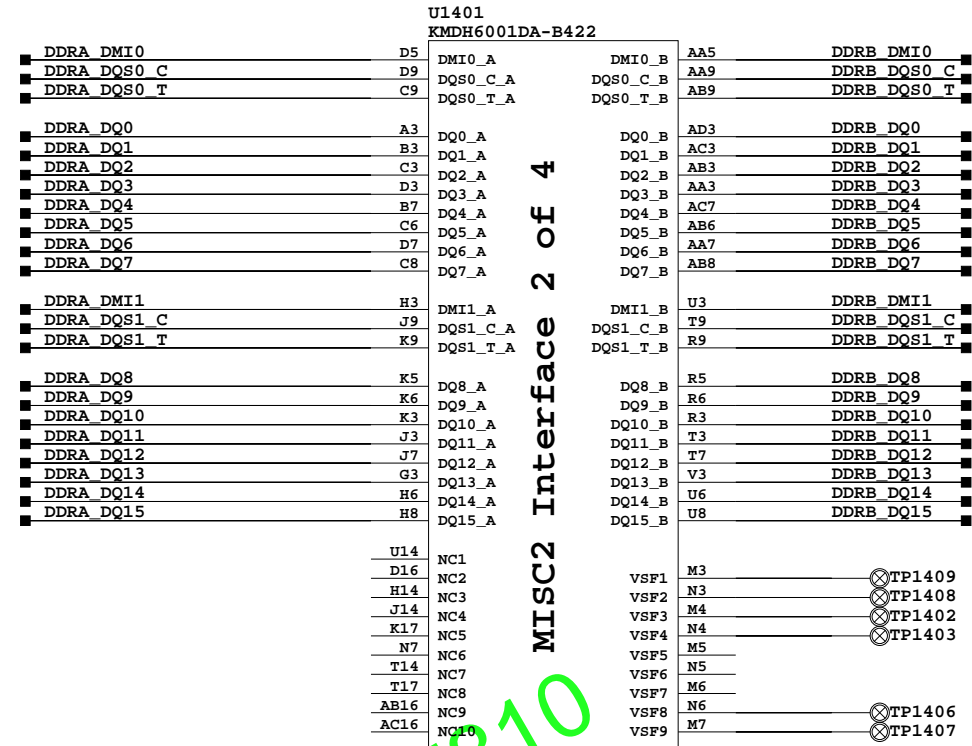 U1401
KMDH6001DA-B422
DDRA_DMI0 D5 DMI0_A DMI0_B AA5 DDRB_DMI0
DDRA_DQS0_C D9 DQS0_C_A DQS0_C_B AA9 DDRB_DQS0_C
DDRA_DQS0_T C9 DQS0_T_A DQS0_T_B AB9 DDRB_DQS0_T
DDRA_DQ0 A3 DQ0_A DQ0_B AD3 DDRB_DQ0
DDRA_DQ1 B3 DQ1_A DQ1_B AC3 DDRB_DQ1
DDRA_DQ2 C3 DQ2_A DQ2_B AB3 DDRB_DQ2
DDRA_DQ3 D3 DQ3_A DQ3_B AA3 DDRB_DQ3
DDRA_DQ4 B7 DQ4_A DQ4_B AC7 DDRB_DQ4
DDRA_DQ5 C6 DQ5_A DQ5_B AB6 DDRB_DQ5
DDRA_DQ6 D7 DQ6_A DQ6_B AA7 DDRB_DQ6
DDRA_DQ7 C8 DQ7_A DQ7_B AB8 DDRB_DQ7
DDRA_DMI1 H3 DMI1_A DMI1_B U3 DDRB_DMI1
DDRA_DQS1_C J9 DQS1_C_A DQS1_C_B T9 DDRB_DQS1_C
DDRA_DQS1_T K9 DQS1_T_A DQS1_T_B R9 DDRB_DQS1_T
DDRA_DQ8 K5 DQ8_A DQ8_B R5 DDRB_DQ8
DDRA_DQ9 K6 DQ9_A DQ9_B R6 DDRB_DQ9
DDRA_DQ10 K3 DQ10_A DQ10_B R3 DDRB_DQ10
DDRA_DQ11 J3 DQ11_A DQ11_B T3 DDRB_DQ11
DDRA_DQ12 J7 DQ12_A DQ12_B T7 DDRB_DQ12
DDRA_DQ13 G3 DQ13_A DQ13_B V3 DDRB_DQ13
DDRA_DQ14 H6 DQ14_A DQ14_B U6 DDRB_DQ14
DDRA_DQ15 H8 DQ15_A DQ15_B U8 DDRB_DQ15
MISC2 Interface 2 of 4
U14 NC1
D16 NC2 VSF1 M3 TP1409
H14 NC3 VSF2 N3 TP1408
J14 NC4 VSF3 M4 TP1402
K17 NC5 VSF4 N4 TP1403
N7 NC6 VSF5 M5
T14 NC7 VSF6 N5
T17 NC8 VSF7 M6
AB16 NC9 VSF8 N6 TP1406
AC16 NC10 VSF9 M7 TP1407
810